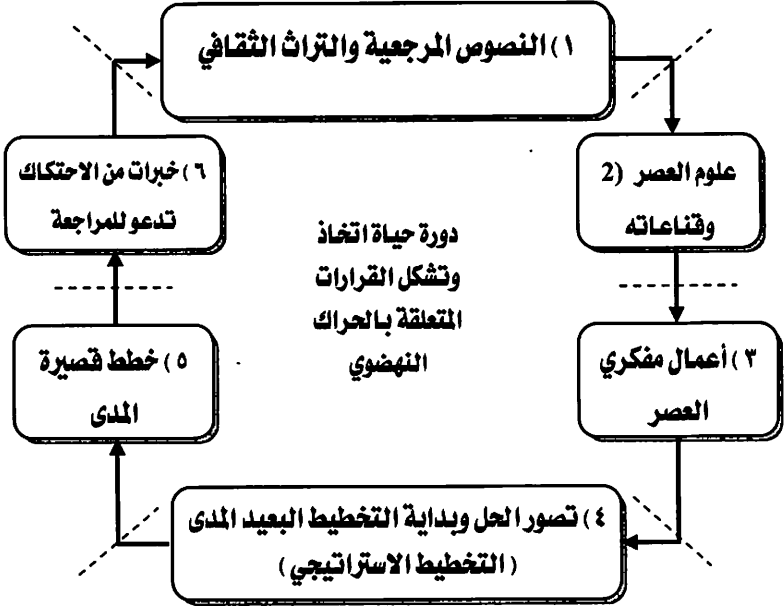 ١) النصوص المرجعية والتراث الثقافي
2) علوم العصر
وقناعاته
٣) أعمال مفكري
العصر
٤) تصور الحل وبداية التخطيط البعيد المدى
(التخطيط الاستراتيجي)
٥) خطط قصيرة
المدى
٦) خبرات من الاحتكاك
تدعو للمراجعة
دورة حياة اتخاذ
وتشكل القرارات
المتعلقة بالحراك
النهضوي